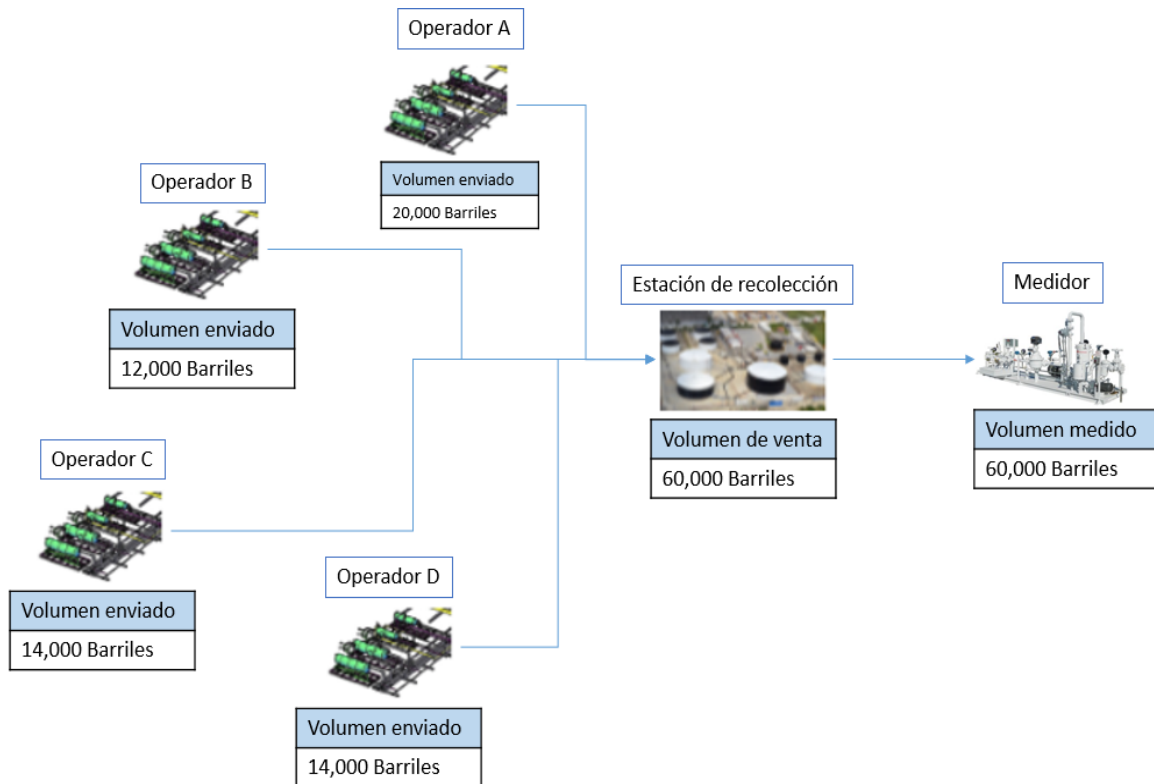 Operador A
Volumen enviado
20,000 Barriles
Operador B
Volumen enviado
12,000 Barriles
Estación de recolección
Volumen de venta
60,000 Barriles
Medidor
Volumen medido
60,000 Barriles
Operador C
Volumen enviado
14,000 Barriles
Operador D
Volumen enviado
14,000 Barriles